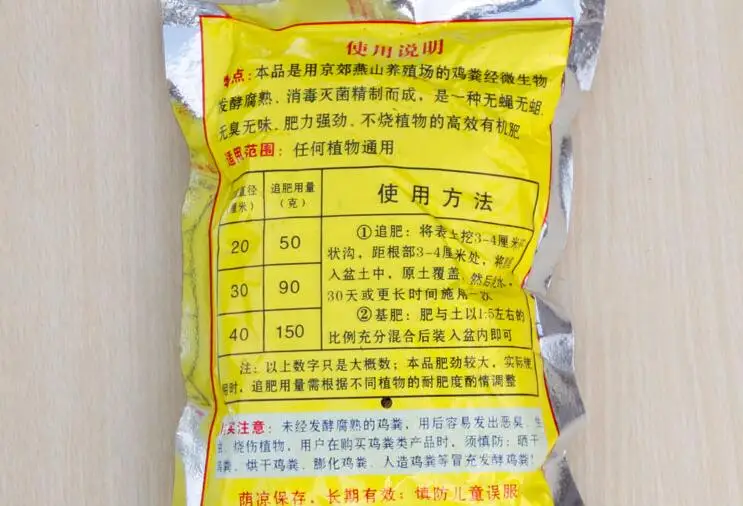 使用说明
点：本品是用京郊燕山养殖场的鸡粪经微生物
发酵腐熟、消毒灭菌精制而成，是一种无蝇无蛆、
无臭无味、肥力强劲、不烧植物的高效有机肥
适用范围：任何植物通用
直径 追肥用量 使用方法
厘米） （克）
20 50
30 90
40 150
①追肥：将表土挖3-4厘米
状沟，距根部3-4厘米处，将
入盆土中，原土覆盖，然后
30天或更长时间施用一次
②基肥：肥与土以1:5左右的
比例充分混合后装入盆内即可
注：以上数字只是大概数；本品肥劲较大，实际使
用时，追肥用量需根据不同植物的耐肥度酌情调整
买注意：未经发酵腐熟的鸡粪，用后容易发出恶臭、生
烧伤植物，用户在购买鸡粪类产品时，须慎防：晒干
鸡粪、烘干鸡粪、膨化鸡粪、人造鸡粪等冒充发酵鸡粪！
荫凉保存，长期有效；慎防儿童误服